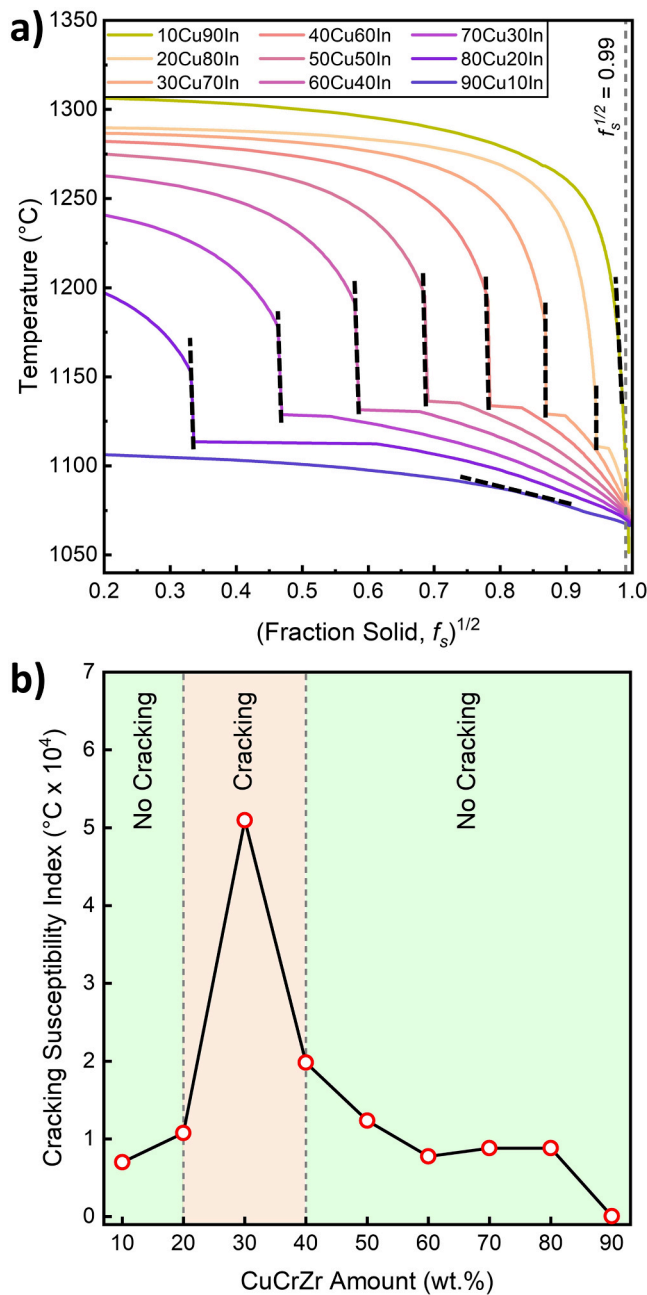 a)
1350
1300
1250
1200
1150
1100
1050
Temperature (°C)
10Cu90In 40Cu60In 70Cu30In
20Cu80In 50Cu50In 80Cu20In
30Cu70In 60Cu40In 90Cu10In
fs1/2 = 0.99
0.2 0.3 0.4 0.5 0.6 0.7 0.8 0.9 1.0
(Fraction Solid, fs)1/2
b)
7
6
5
4
3
2
1
0
Cracking Susceptibility Index (°C x 104)
No Cracking
Cracking
No Cracking
10 20 30 40 50 60 70 80 90
CuCrZr Amount (wt.%)